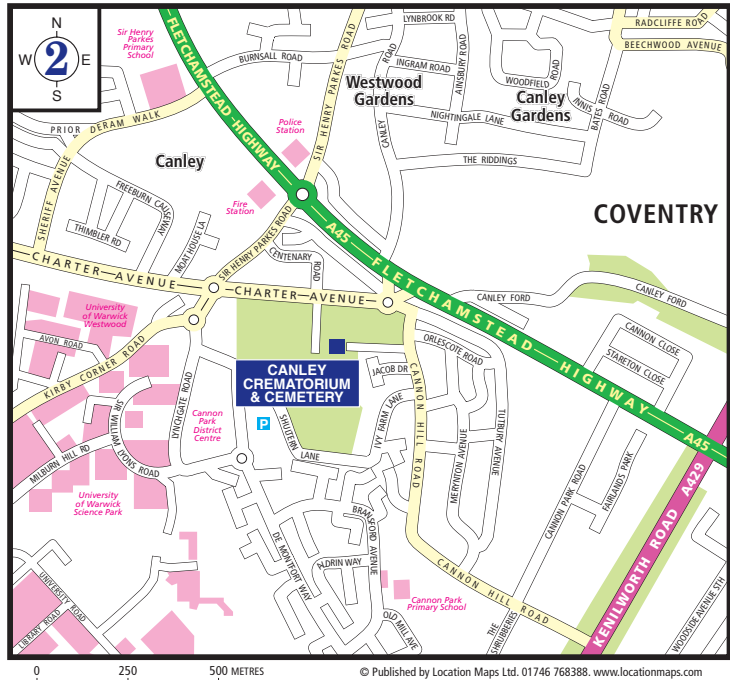 N
W 2 E
S
Sir Henry
Parkes
Primary
School
FLETCHAMSTEAD HIGHWAY
BURNSALL ROAD
SIR HENRY PARKES ROAD
LYNBROOK RD
RADCLIFFE ROAD
BEECHWOOD AVENUE
CANLEY ROAD
INGRAM ROAD
AINSBURY ROAD
Westwood
Gardens
WOODFIELD ROAD
Canley
Gardens
INNIS ROAD
BATES ROAD
NIGHTINGALE LANE
THE RIDDINGS
PRIOR DERAM WALK
Police
Station
Canley
SHERIFF AVENUE
FREEBURN CAUSEWAY
THIMBLER RD
MOAT HOUSE LA
Fire
Station
SIR HENRY PARKES ROAD
COVENTRY
A45
FLETCHAMSTEAD HIGHWAY
A45
CENTENARY ROAD
CHARTER AVENUE
CHARTER AVENUE
CANLEY FORD
CANLEY FORD
University
of Warwick
Westwood
AVON ROAD
KIRBY CORNER ROAD
CANNON CLOSE
STARETON CLOSE
ORLESCOTE ROAD
CANLEY
CREMATORIUM
& CEMETERY
JACOB DR
LYNCHGATE ROAD
Cannon
Park
District
Centre
P
SHULTERN LANE
IVY FARM LANE
CANNON HILL ROAD
MERYNTON AVENUE
TUTBURY AVENUE
SIR WILLIAM LYONS ROAD
MILBURN HILL RD
University
of Warwick
Science Park
CANNON PARK ROAD
FAIRLANDS PARK
KENILWORTH ROAD A429
BRANSFORD AVENUE
DE MONTFORT WAY
ALDRIN WAY
CANNON HILL ROAD
Cannon Park
Primary School
OLD MILL AVE
THE SHRUBBERIES
WOODSIDE AVENUE STH
UNIVERSITY ROAD
LIBRARY ROAD
0 250 500 METRES
© Published by Location Maps Ltd. 01746 768388. www.locationmaps.com